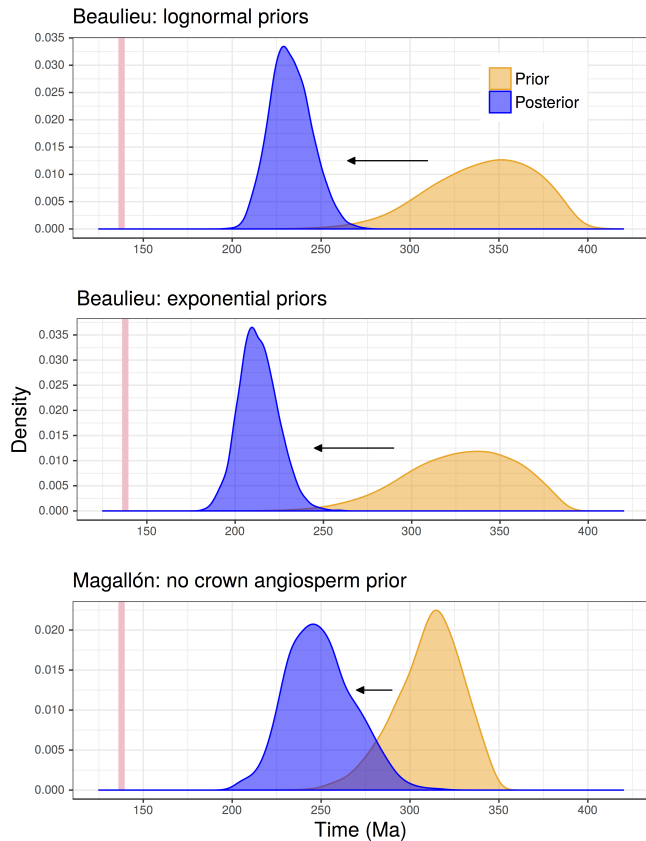 Beaulieu: lognormal priors
0.035
0.030
0.025
0.020
0.015
0.010
0.005
0.000
Prior
Posterior
150 200 250 300 350 400
Beaulieu: exponential priors
0.035
0.030
0.025
0.020
0.015
0.010
0.005
0.000
Density
150 200 250 300 350 400
Magallón: no crown angiosperm prior
0.020
0.015
0.010
0.005
0.000
150 200 250 300 350 400
Time (Ma)